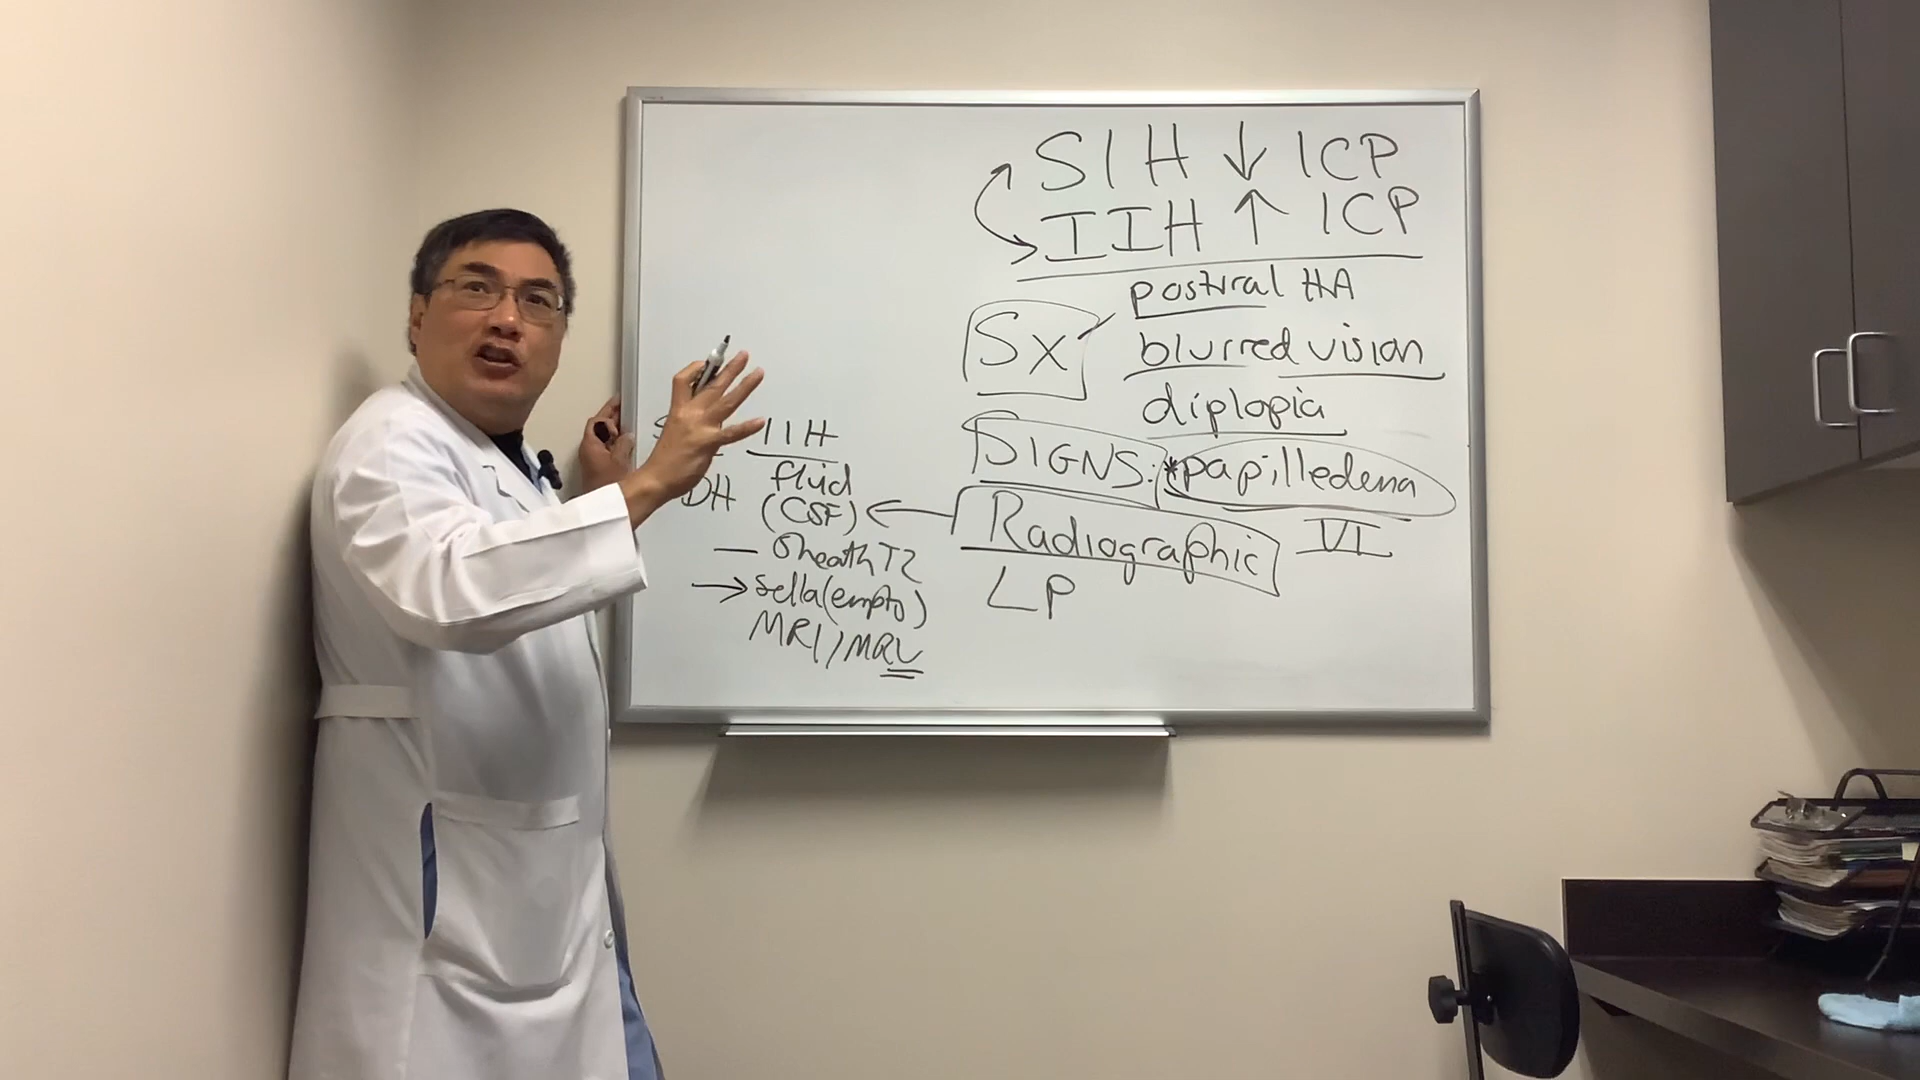 SIH ↓ ICP
IIH ↑ ICP
postural HA
Sx
blurred vision
diplopia
SIGNS: *papilledema
VI
Radiographic
LP
IIH
fluid
DH
(CSF)
— sheath T2
→ sella (empty)
MRI/MRV